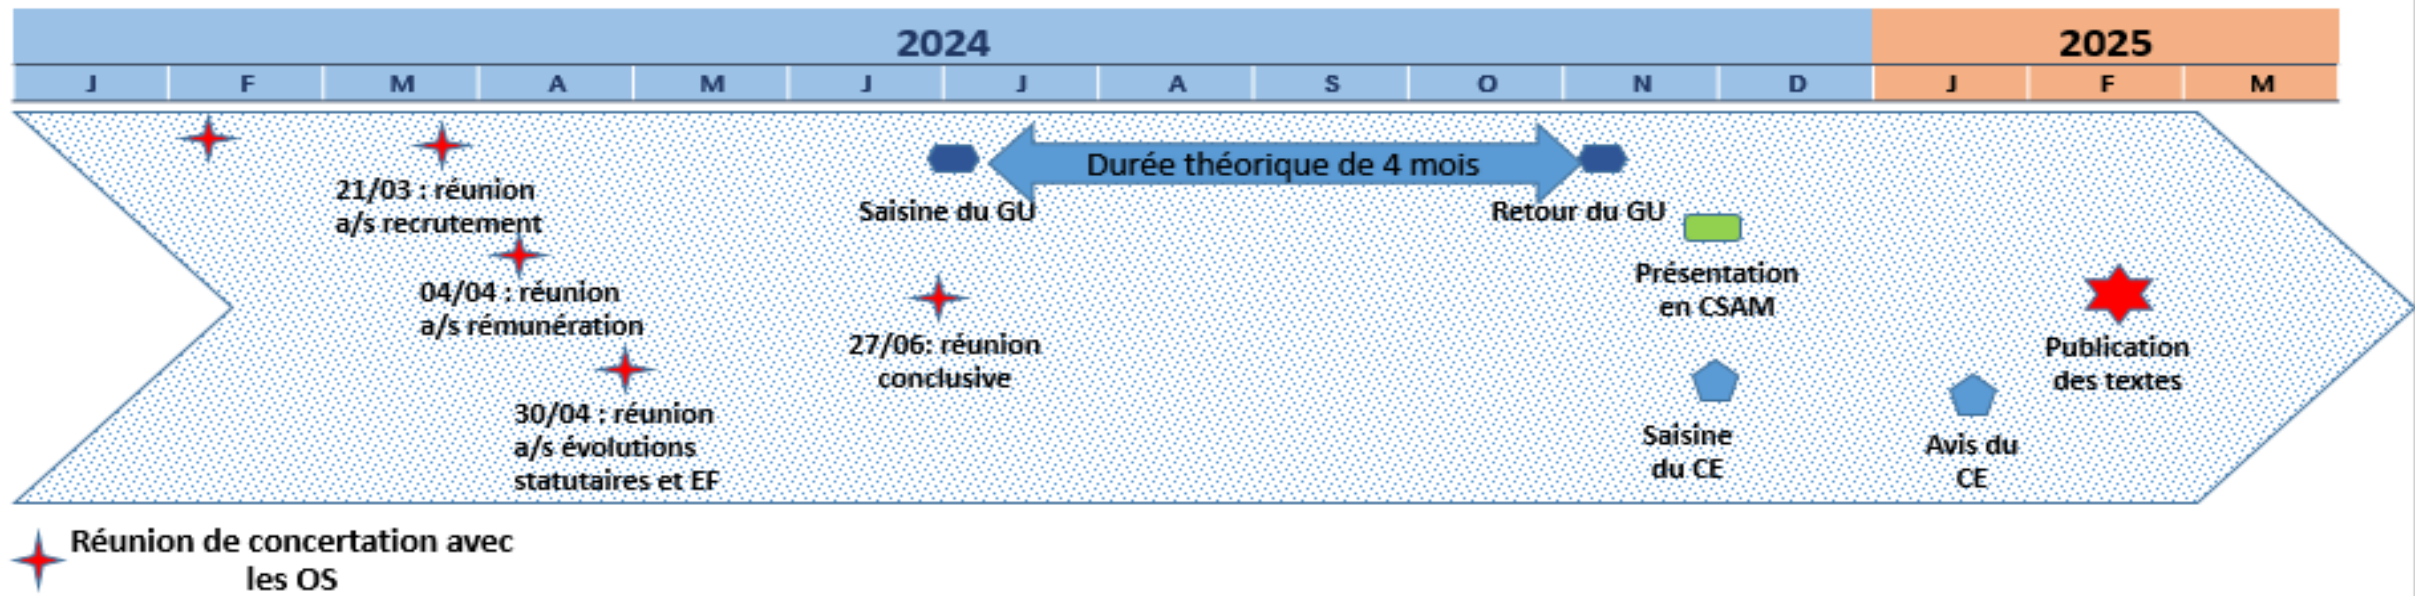 2024
2025
J F M A M J J A S O N D J F M
21/03 : réunion
a/s recrutement
04/04 : réunion
a/s rémunération
30/04 : réunion
a/s évolutions
statutaires et EF
Saisine du GU
Durée théorique de 4 mois
Retour du GU
27/06: réunion
conclusive
Présentation
en CSAM
Saisine
du CE
Avis du
CE
Publication
des textes
Réunion de concertation avec
les OS